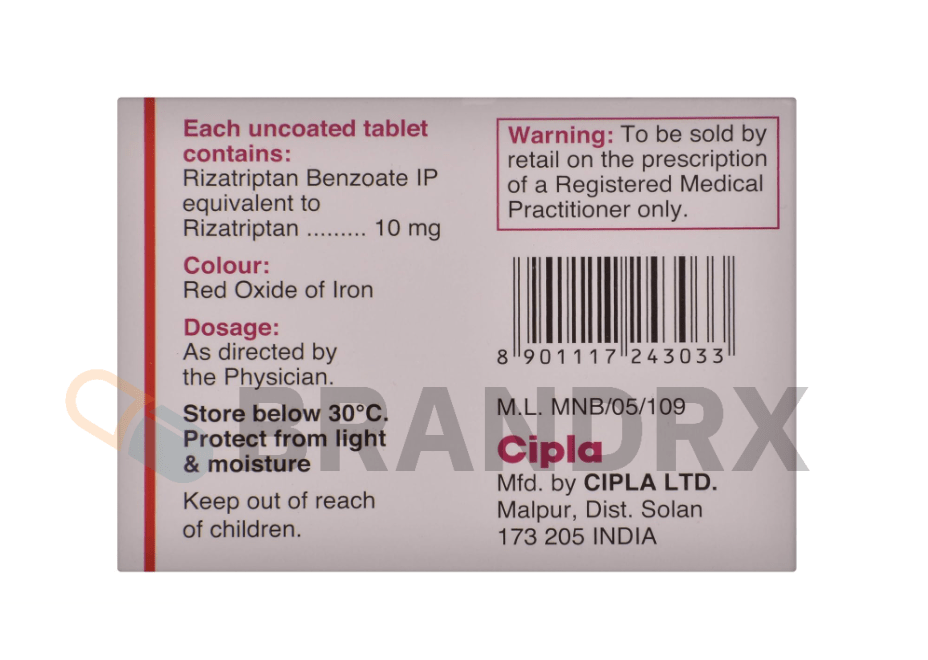 Each uncoated tablet
contains:
Rizatriptan Benzoate IP
equivalent to
Rizatriptan ......... 10 mg
Colour:
Red Oxide of Iron
Dosage:
As directed by
the Physician.
Store below 30°C.
Protect from light
& moisture
Keep out of reach
of children.
Warning: To be sold by
retail on the prescription
of a Registered Medical
Practitioner only.
8 901117 243033
M.L. MNB/05/109
Cipla
Mfd. by CIPLA LTD.
Malpur, Dist. Solan
173 205 INDIA
BRANDRX